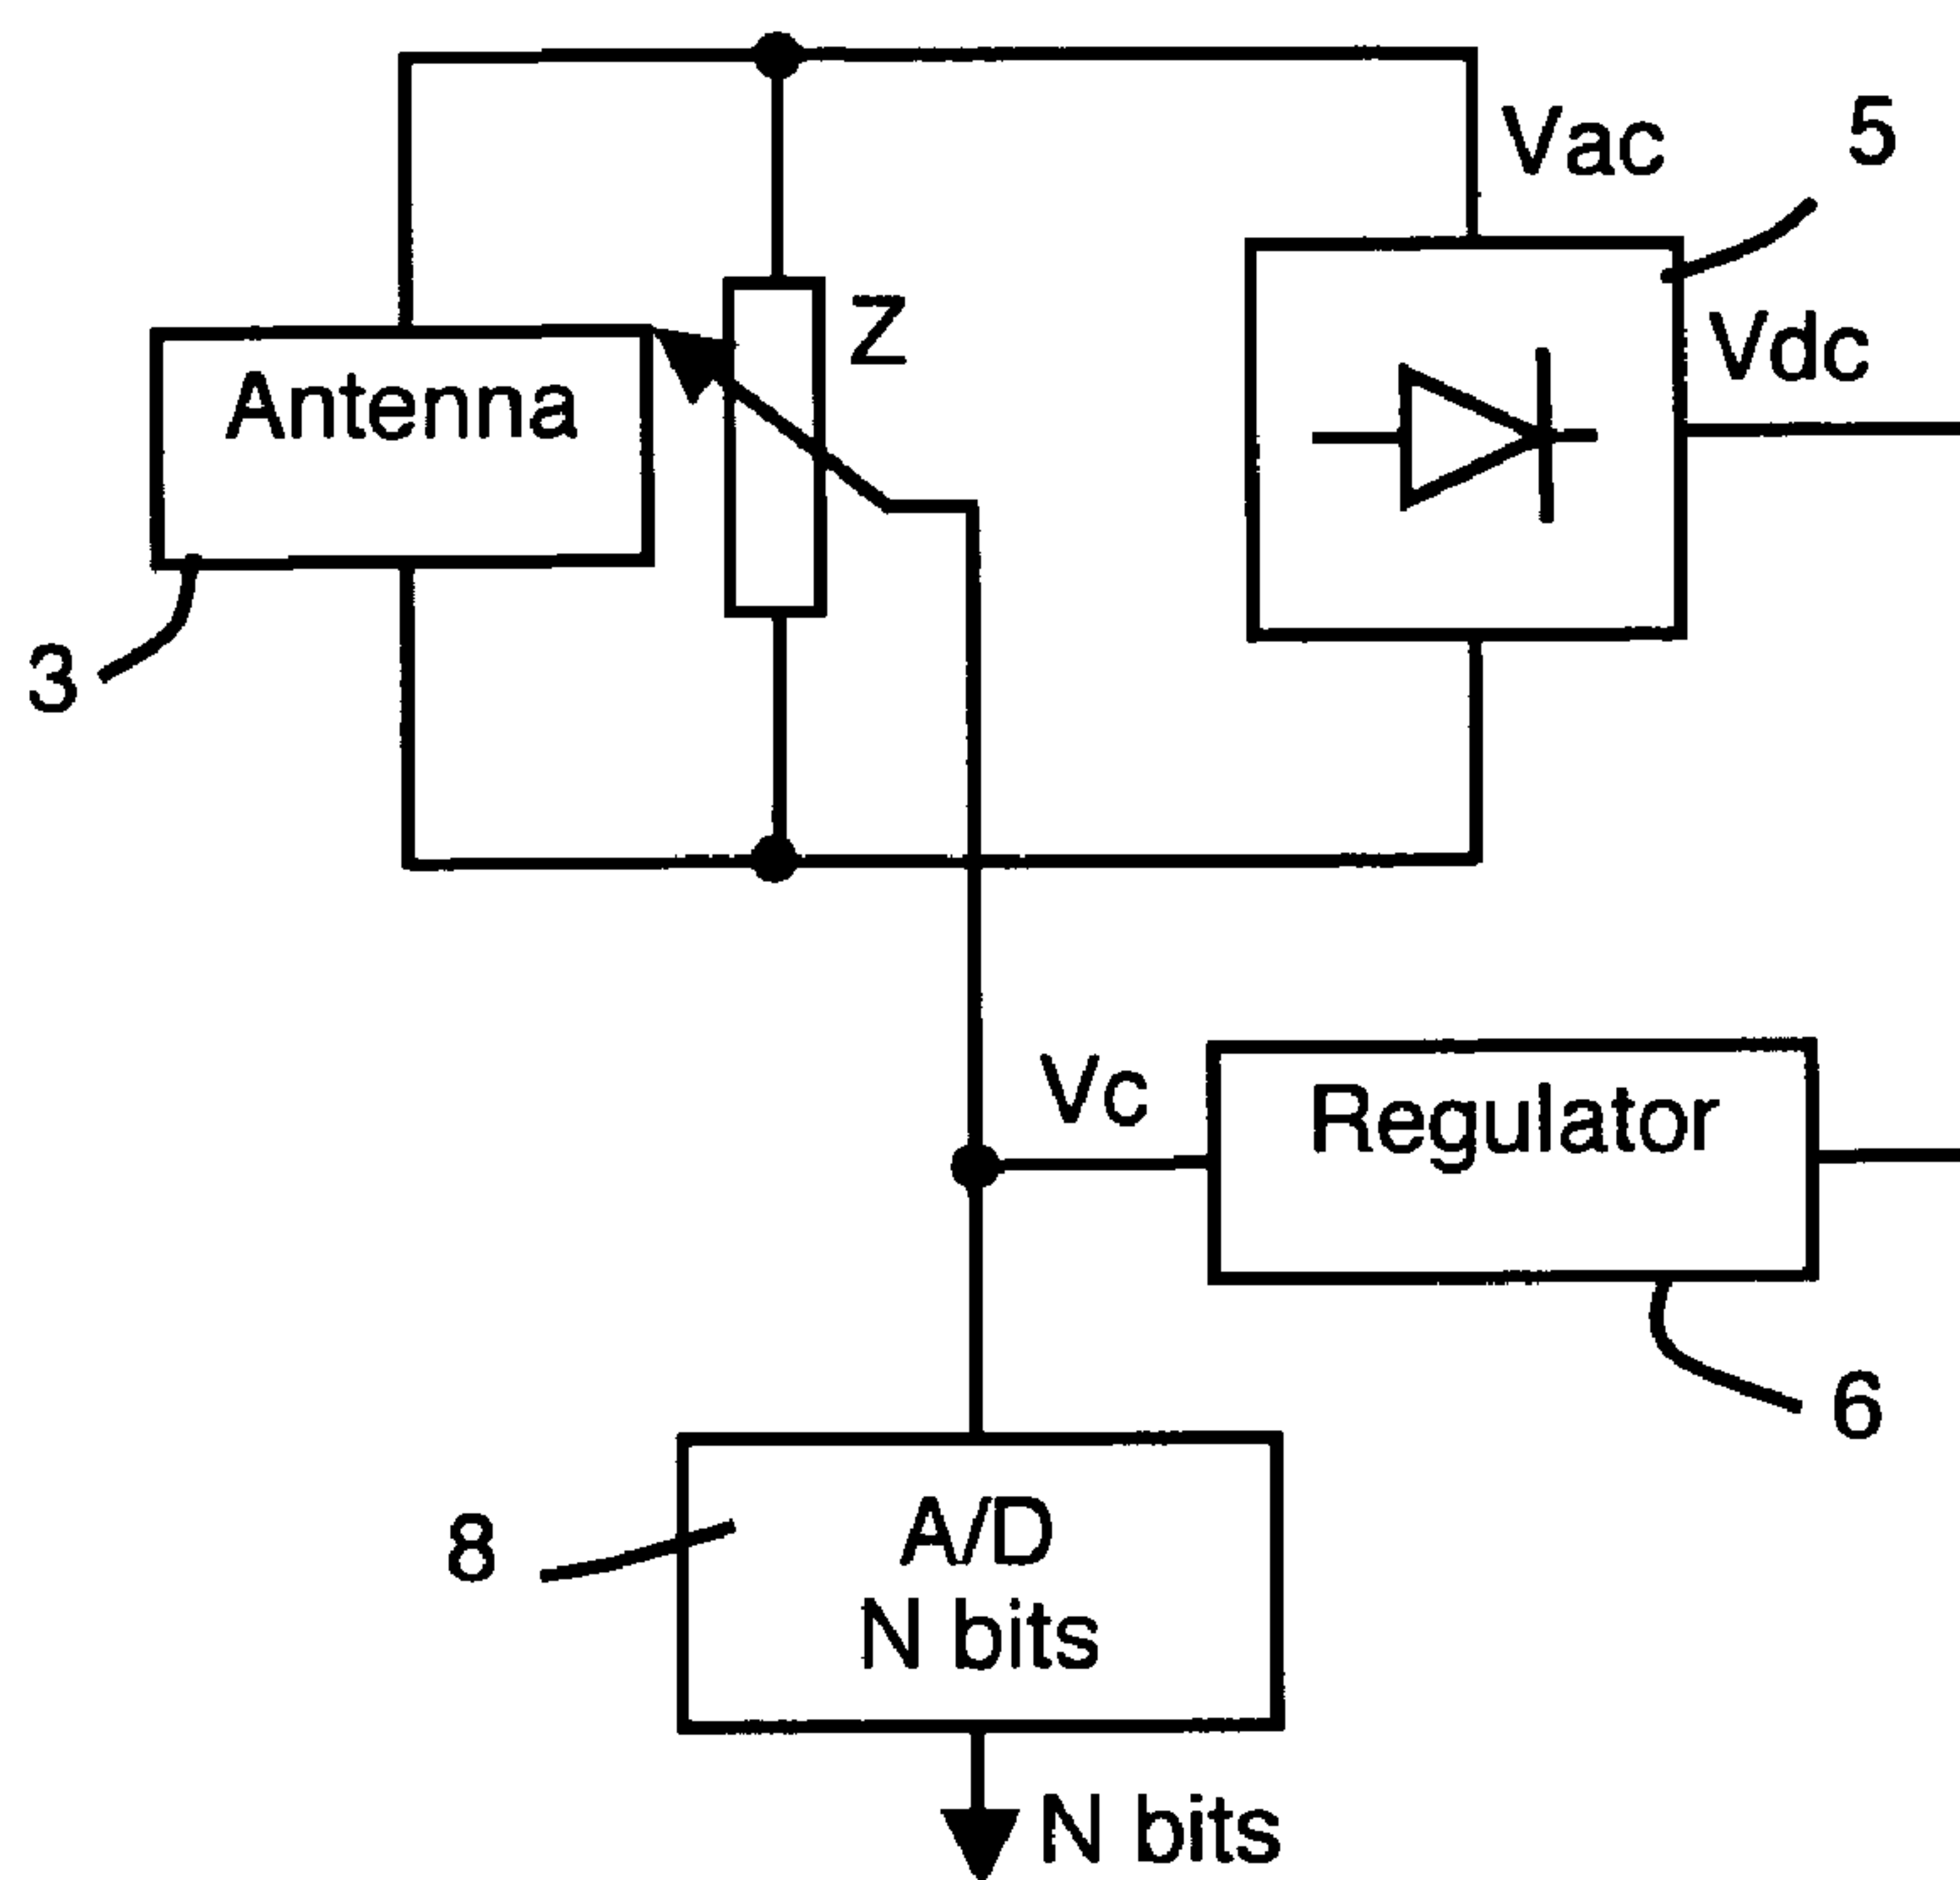 Vac
5
Z
Vdc
Antenna
3
Vc
Regulator
6
8
A/D
N bits
N bits